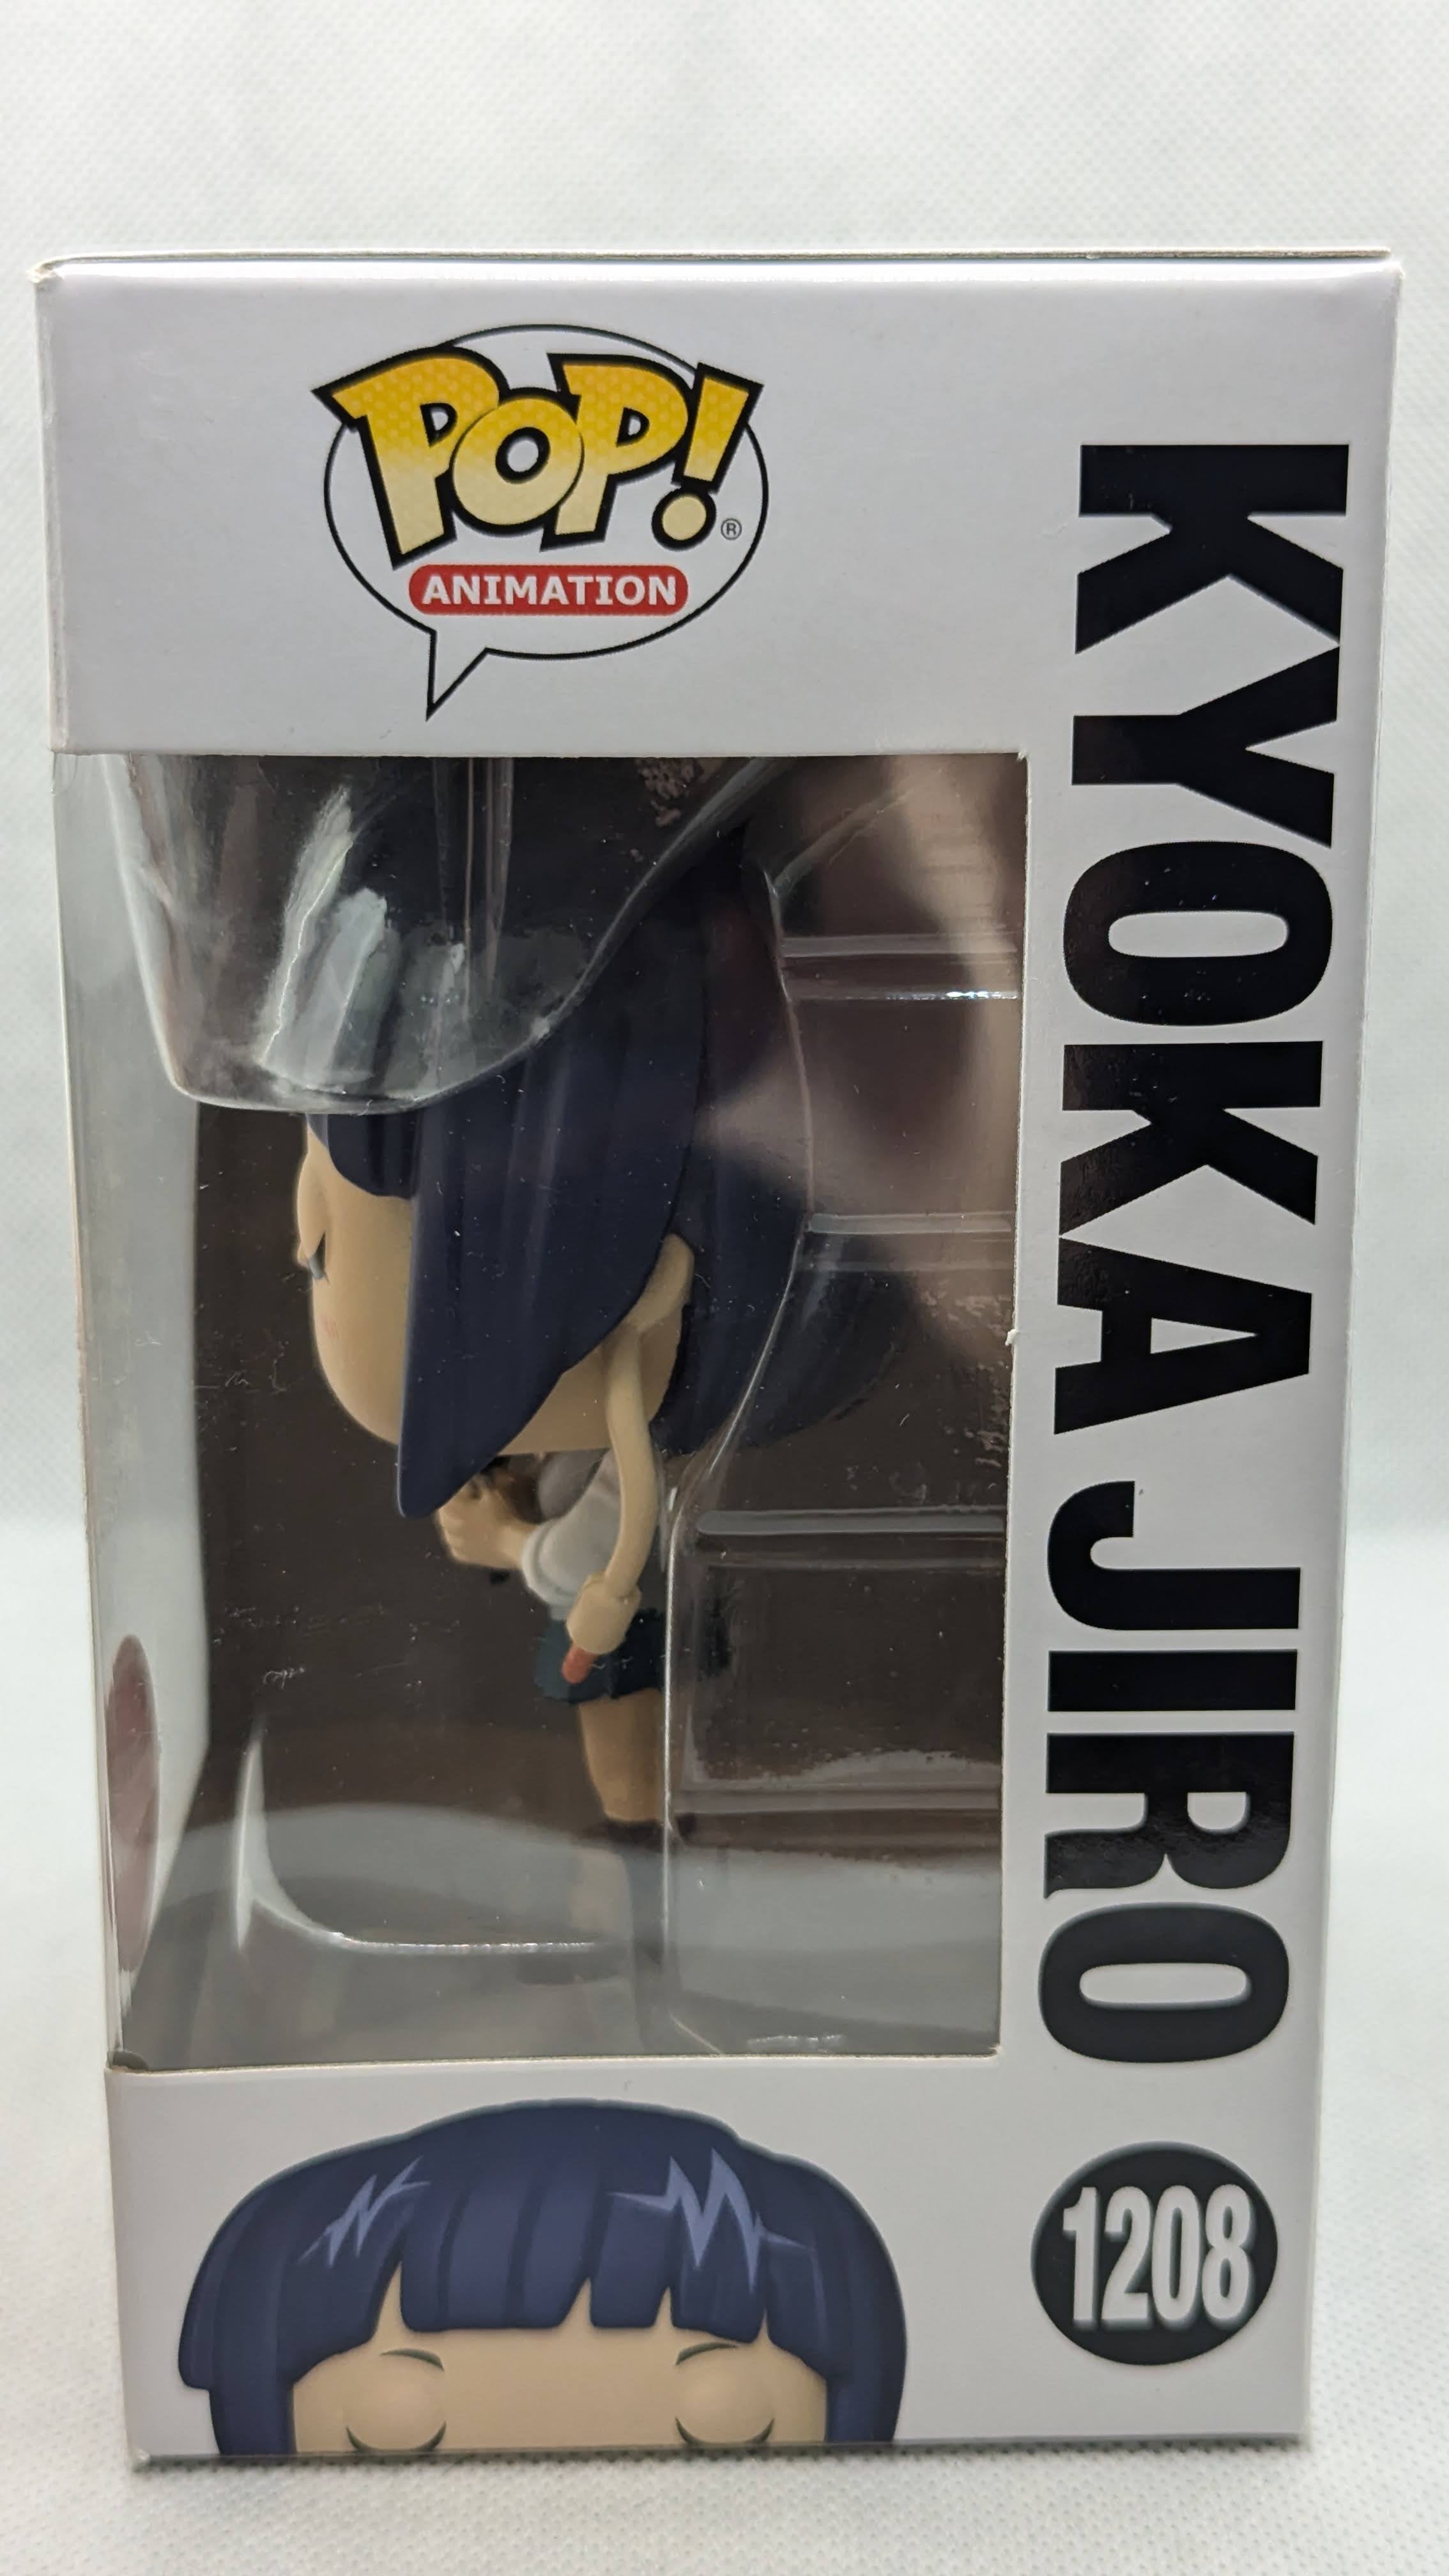 POP!®
ANIMATION
KYOKA JIRO
1208